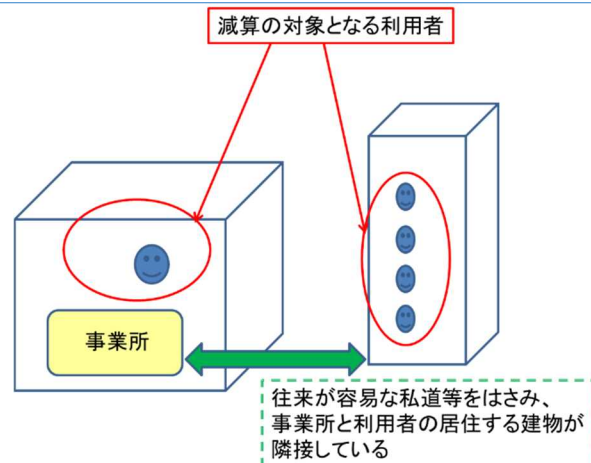 減算の対象となる利用者
事業所
往来が容易な私道等をはさみ、
事業所と利用者の居住する建物が
隣接している